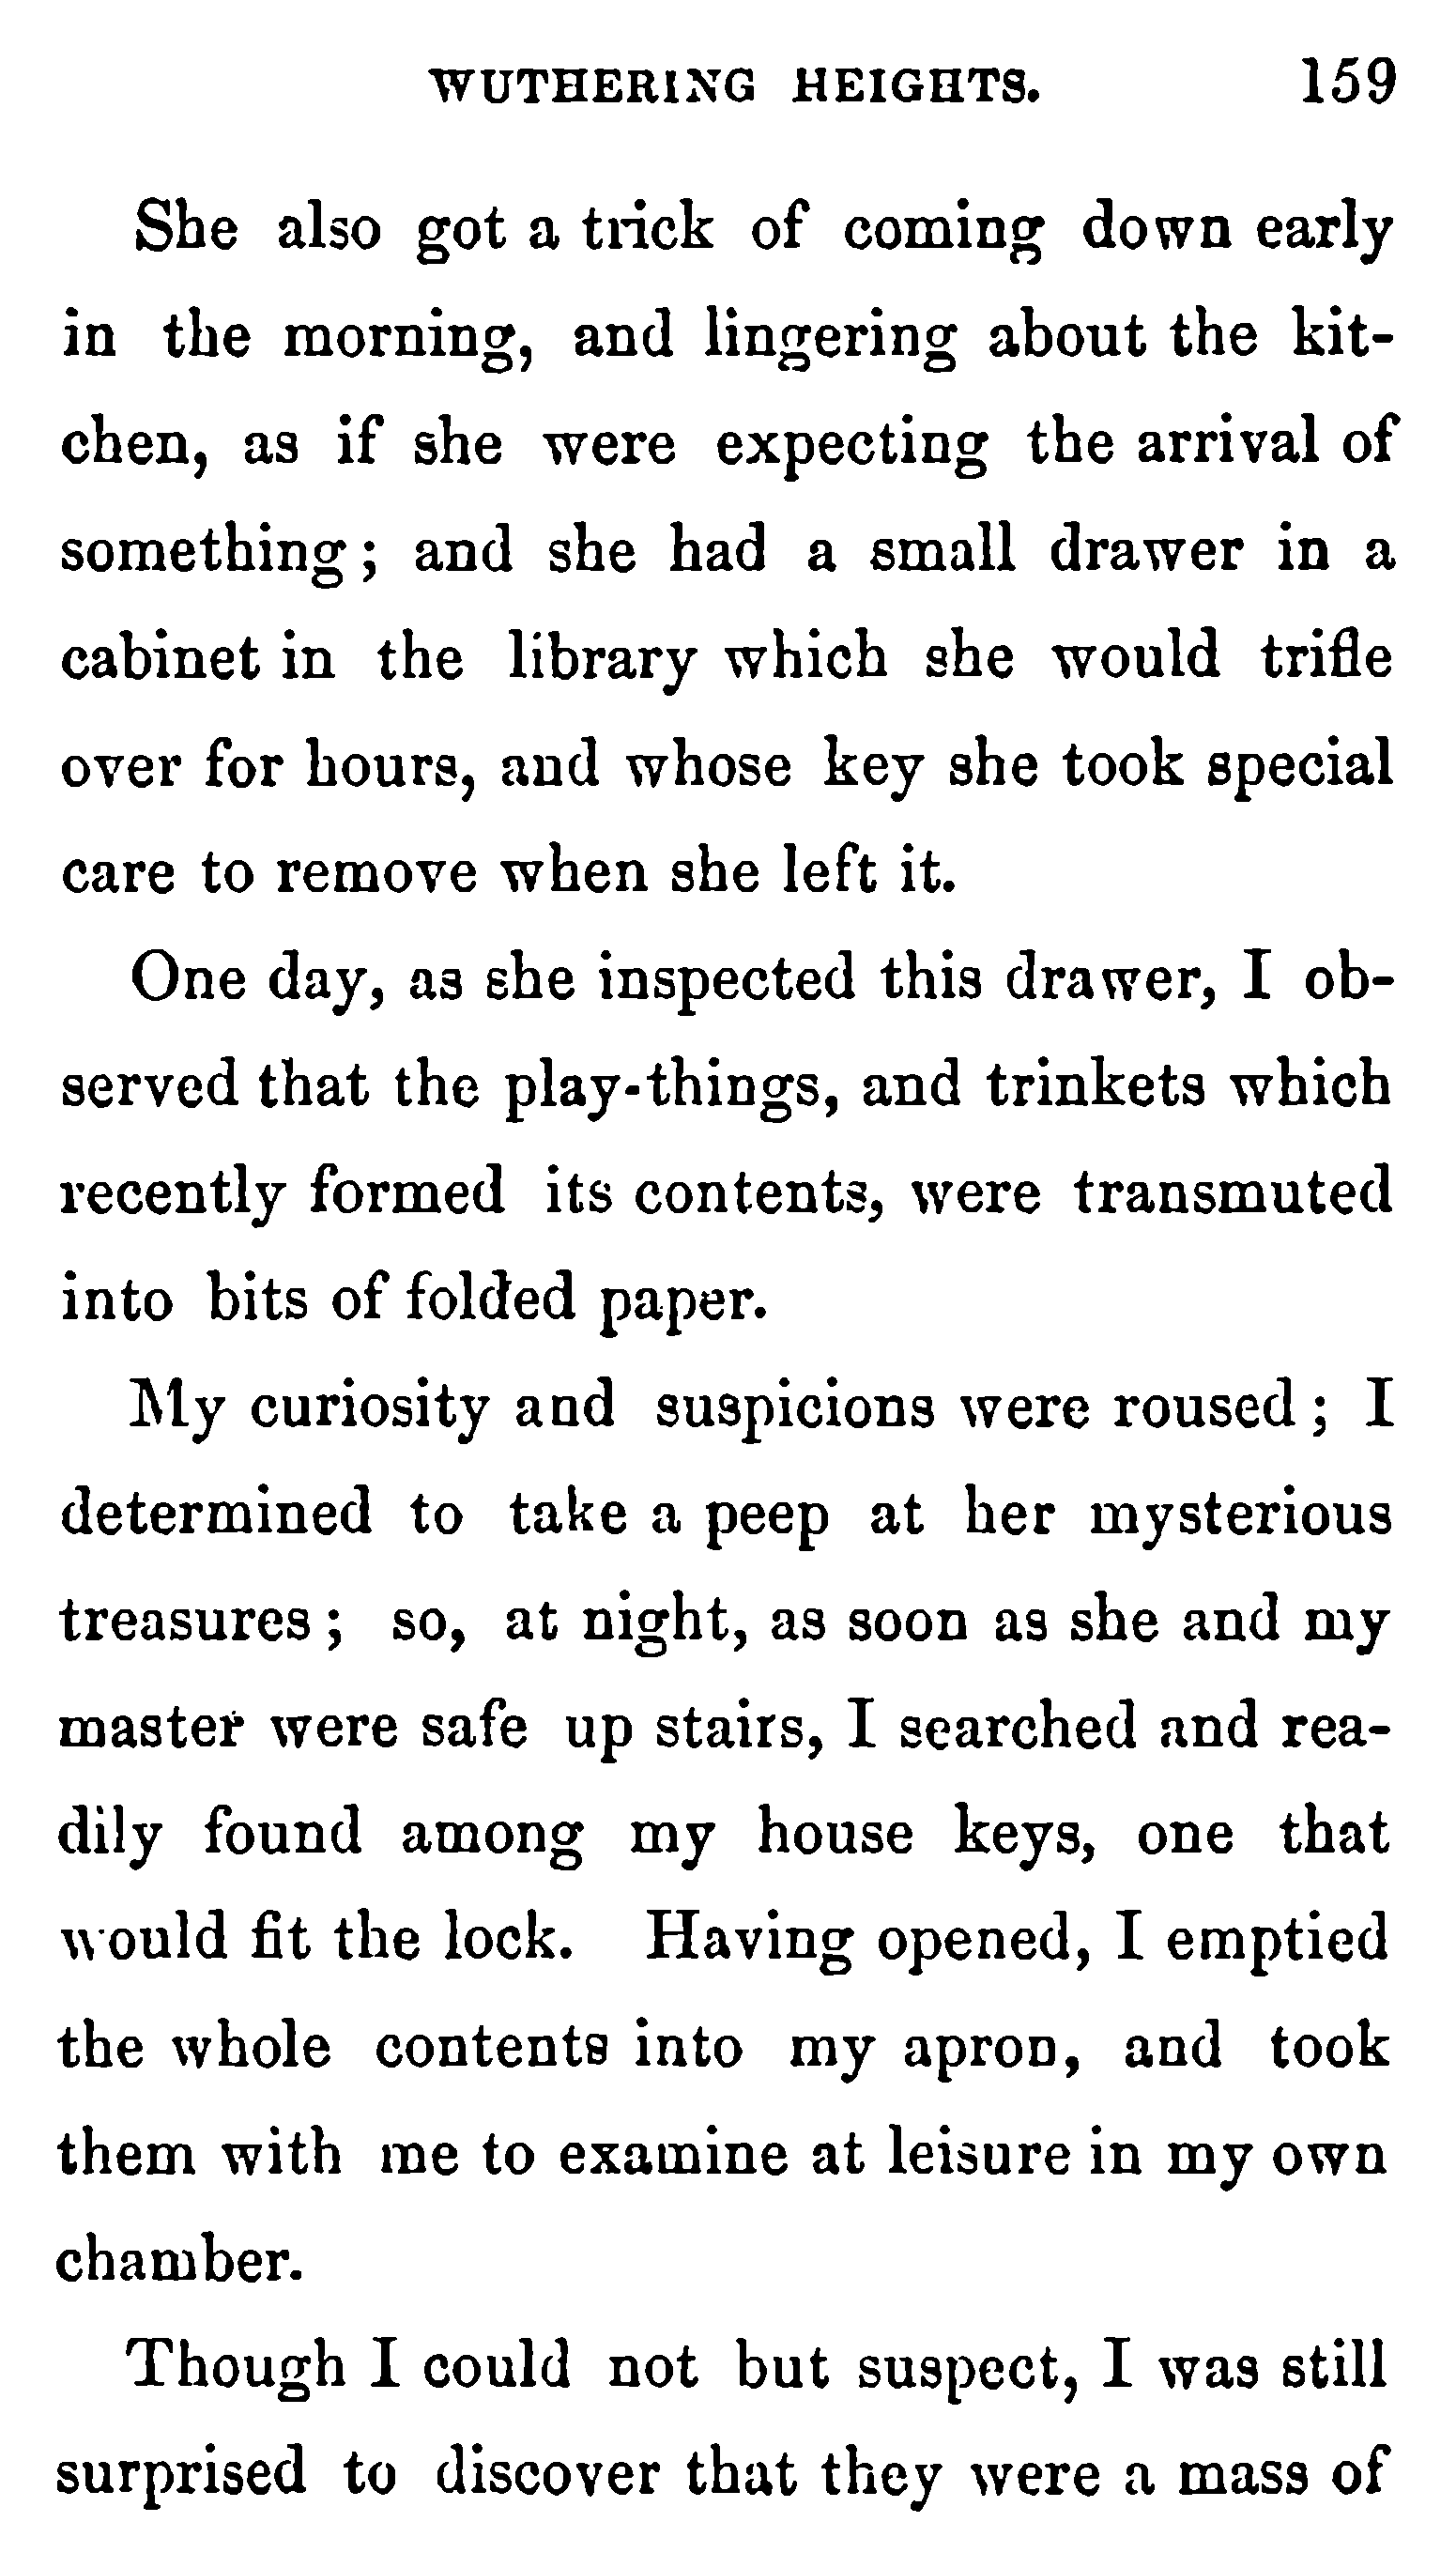 WUTHERING HEIGHTS. 159
She also got a trick of coming down early
in the morning, and lingering about the kit-
chen, as if she were expecting the arrival of
something; and she had a small drawer in a
cabinet in the library which she would trifle
over for hours, and whose key she took special
care to remove when she left it.
One day, as she inspected this drawer, I ob-
served that the play-things, and trinkets which
recently formed its contents, were transmuted
into bits of folded paper.
My curiosity and suspicions were roused; I
determined to take a peep at her mysterious
treasures; so, at night, as soon as she and my
master were safe up stairs, I searched and rea-
dily found among my house keys, one that
would fit the lock. Having opened, I emptied
the whole contents into my apron, and took
them with me to examine at leisure in my own
chamber.
Though I could not but suspect, I was still
surprised to discover that they were a mass of